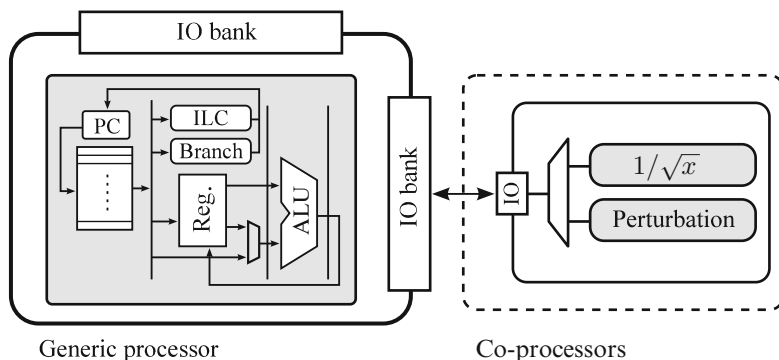 IO bank
PC
ILC
Branch
Reg.
ALU
IO bank
IO
1/√x
Perturbation
Generic processor
Co-processors